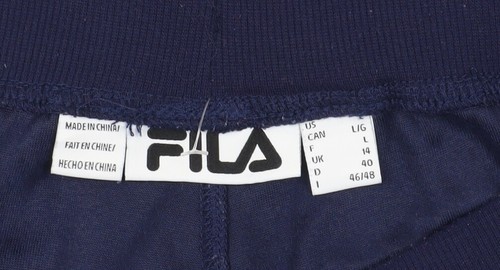 MADE IN CHINA/
FAIT EN CHINE/
HECHO EN CHINA
FILA
US L/G
CAN L
F 14
UK 40
D 46/48
I